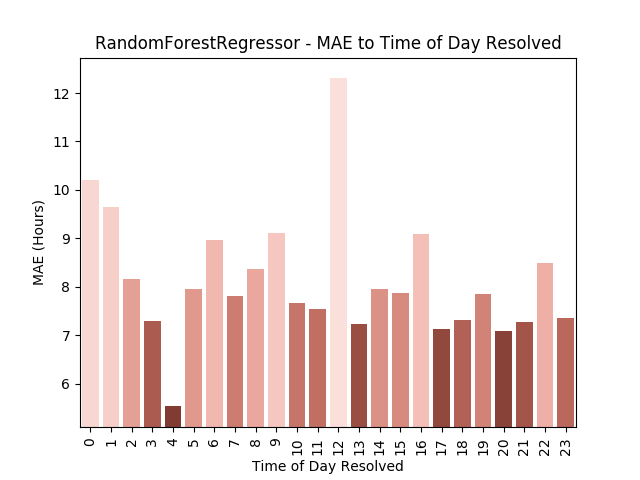 RandomForestRegressor - MAE to Time of Day Resolved
MAE (Hours)
12
11
10
9
8
7
6
0 1 2 3 4 5 6 7 8 9 10 11 12 13 14 15 16 17 18 19 20 21 22 23
Time of Day Resolved